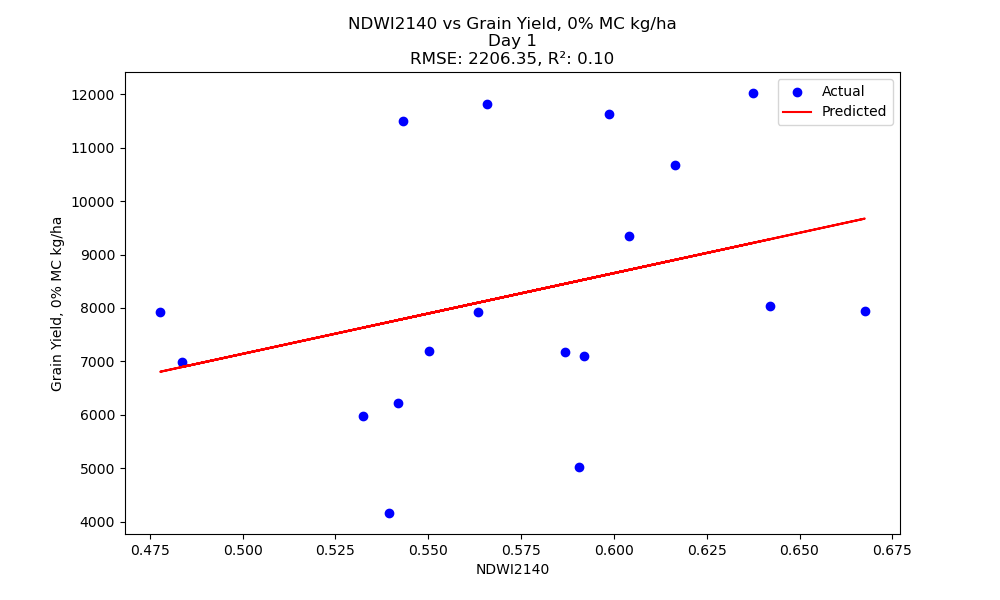 NDWI2140 vs Grain Yield, 0% MC kg/ha
Day 1
RMSE: 2206.35, R²: 0.10
Actual
Predicted
12000
11000
10000
9000
8000
7000
6000
5000
4000
Grain Yield, 0% MC kg/ha
0.475 0.500 0.525 0.550 0.575 0.600 0.625 0.650 0.675
NDWI2140